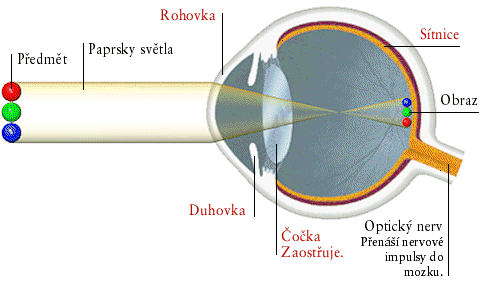 Rohovka
Paprsky světla
Předmět
Sítnice
Obraz
Duhovka
Čočka
Zaostřuje.
Optický nerv
Přenáší nervové
impulsy do
mozku.